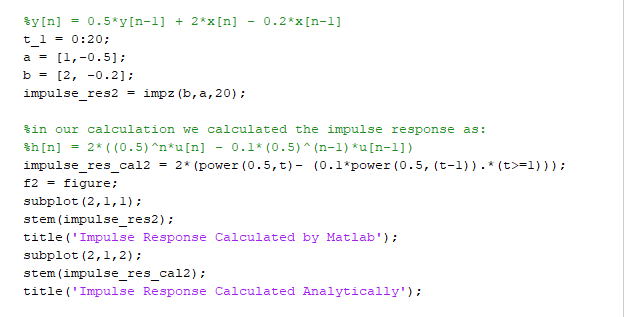 %y[n] = 0.5*y[n-1] + 2*x[n] - 0.2*x[n-1]
t_1 = 0:20;
a = [1,-0.5];
b = [2, -0.2];
impulse_res2 = impz(b,a,20);
%in our calculation we calculated the impulse response as:
%h[n] = 2*((0.5)^n*u[n] - 0.1*(0.5)^(n-1)*u[n-1])
impulse_res_cal2 = 2*(power(0.5,t)- (0.1*power(0.5,(t-1)).*(t>=1)));
f2 = figure;
subplot(2,1,1);
stem(impulse_res2);
title('Impulse Response Calculated by Matlab');
subplot(2,1,2);
stem(impulse_res_cal2);
title('Impulse Response Calculated Analytically');